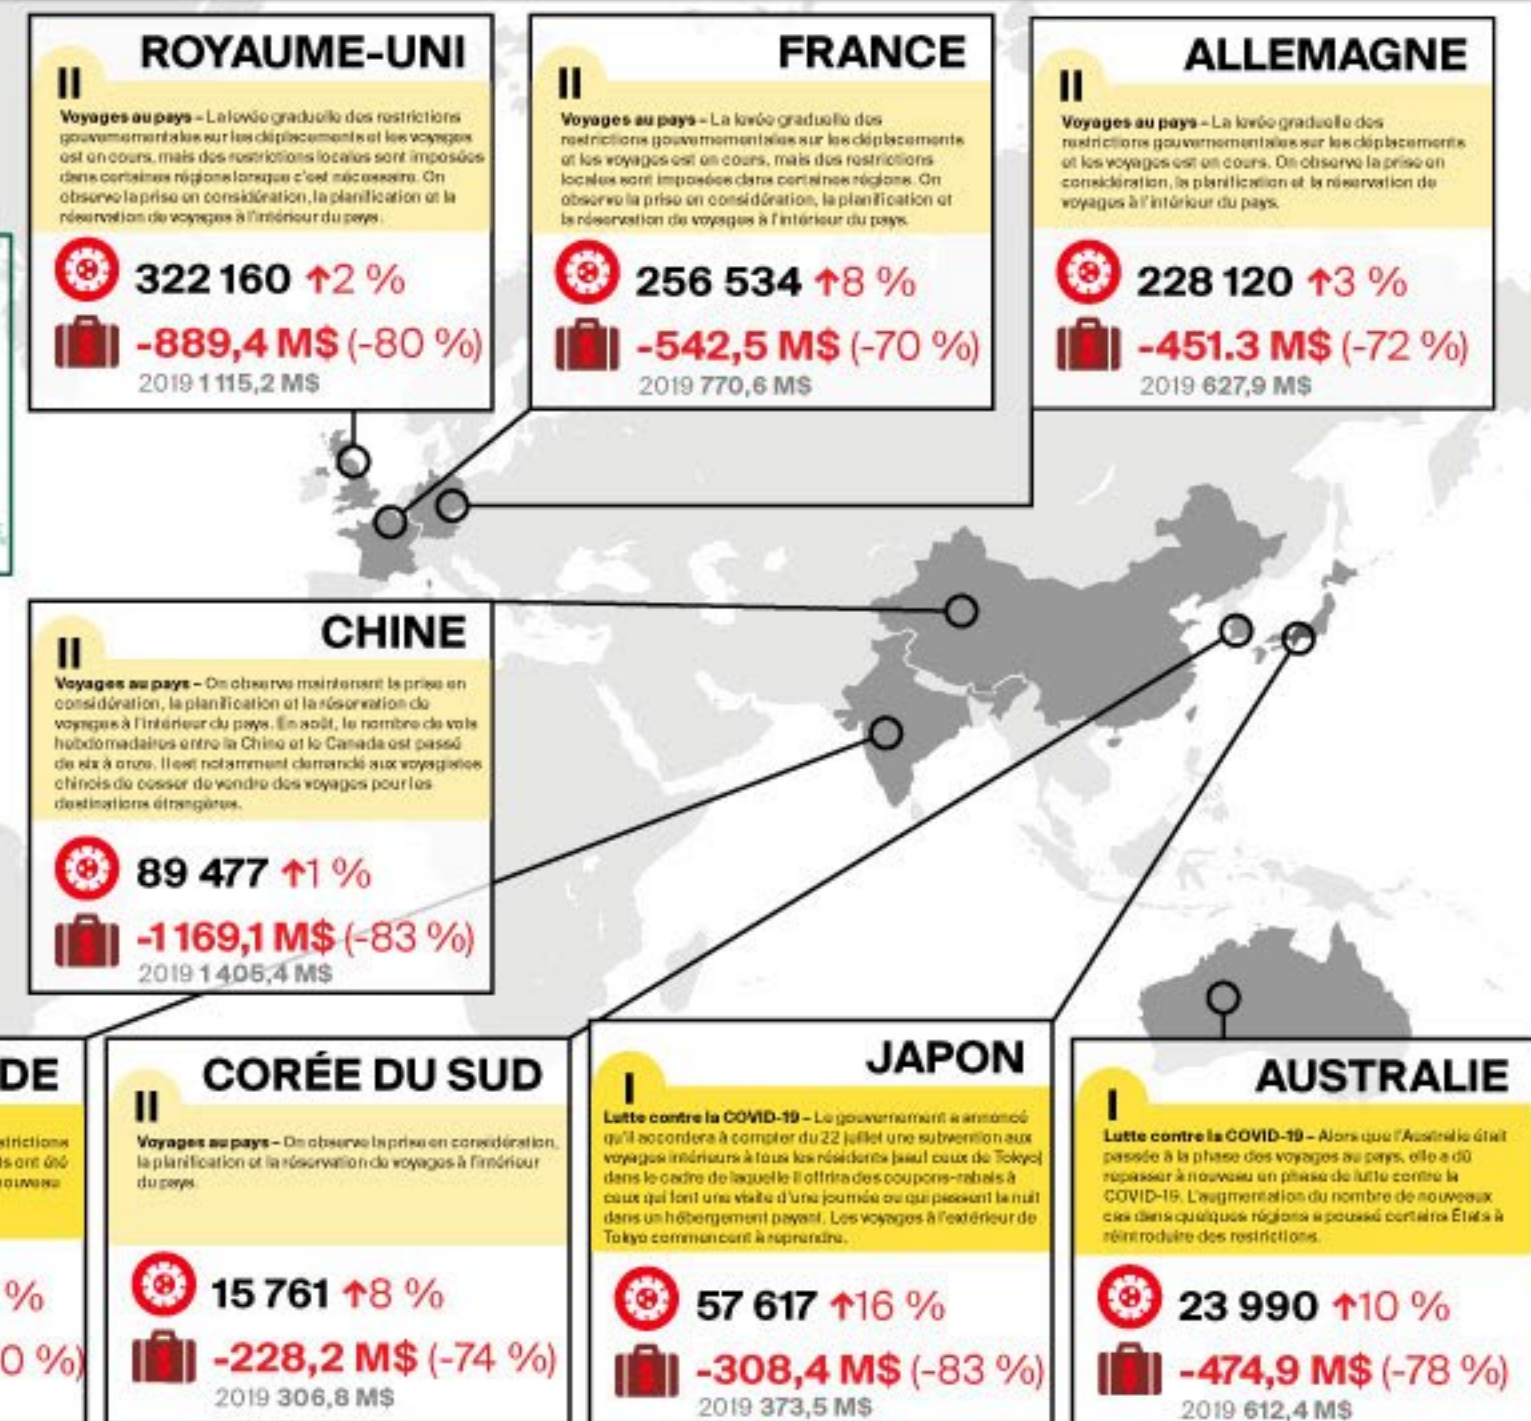 ROYAUME-UNI
II
Voyages au pays – La levée graduelle des restrictions
gouvernementales sur les déplacements et les voyages
est en cours, mais des restrictions locales sont imposées
dans certaines régions lorsque c'est nécessaire. On
observe la prise en considération, la planification et la
réservation de voyages à l'intérieur du pays.
322 160 ↑2 %
-889,4 M$ (-80 %)
2019 1 115,2 M$
FRANCE
II
Voyages au pays – La levée graduelle des
restrictions gouvernementales sur les déplacements
et les voyages est en cours, mais des restrictions
locales sont imposées dans certaines régions. On
observe la prise en considération, la planification et
la réservation de voyages à l'intérieur du pays.
256 534 ↑8 %
-542,5 M$ (-70 %)
2019 770,6 M$
ALLEMAGNE
II
Voyages au pays – La levée graduelle des
restrictions gouvernementales sur les déplacements
et les voyages est en cours. On observe la prise en
considération, la planification et la réservation de
voyages à l'intérieur du pays.
228 120 ↑3 %
-451.3 M$ (-72 %)
2019 627,9 M$
CHINE
II
Voyages au pays – On observe maintenant la prise en
considération, la planification et la réservation de
voyages à l'intérieur du pays. En août, le nombre de vols
hebdomadaires entre la Chine et le Canada est passé
de six à onze. Il est notamment demandé aux voyagistes
chinois de cesser de vendre des voyages pour les
destinations étrangères.
89 477 ↑1 %
-1 169,1 M$ (-83 %)
2019 1 405,4 M$
DE
strictions
ts ont été
ouveau
%
0 %)
CORÉE DU SUD
II
Voyages au pays – On observe la prise en considération,
la planification et la réservation de voyages à l'intérieur
du pays.
15 761 ↑8 %
-228,2 M$ (-74 %)
2019 306,8 M$
JAPON
I
Lutte contre la COVID-19 – Le gouvernement a annoncé
qu'il accordera à compter du 22 juillet une subvention aux
voyages intérieurs à tous les résidents (sauf ceux de Tokyo)
dans le cadre de laquelle il offrira des coupons-rabais à
ceux qui font une visite d'une journée ou qui passent la nuit
dans un hébergement payant. Les voyages à l'extérieur de
Tokyo commencent à reprendre.
57 617 ↑16 %
-308,4 M$ (-83 %)
2019 373,5 M$
AUSTRALIE
I
Lutte contre la COVID-19 – Alors que l'Australie était
passée à la phase des voyages au pays, elle a dû
repasser à nouveau en phase de lutte contre la
COVID-19. L'augmentation du nombre de nouveaux
cas dans quelques régions a poussé certains États à
réintroduire des restrictions.
23 990 ↑10 %
-474,9 M$ (-78 %)
2019 612,4 M$